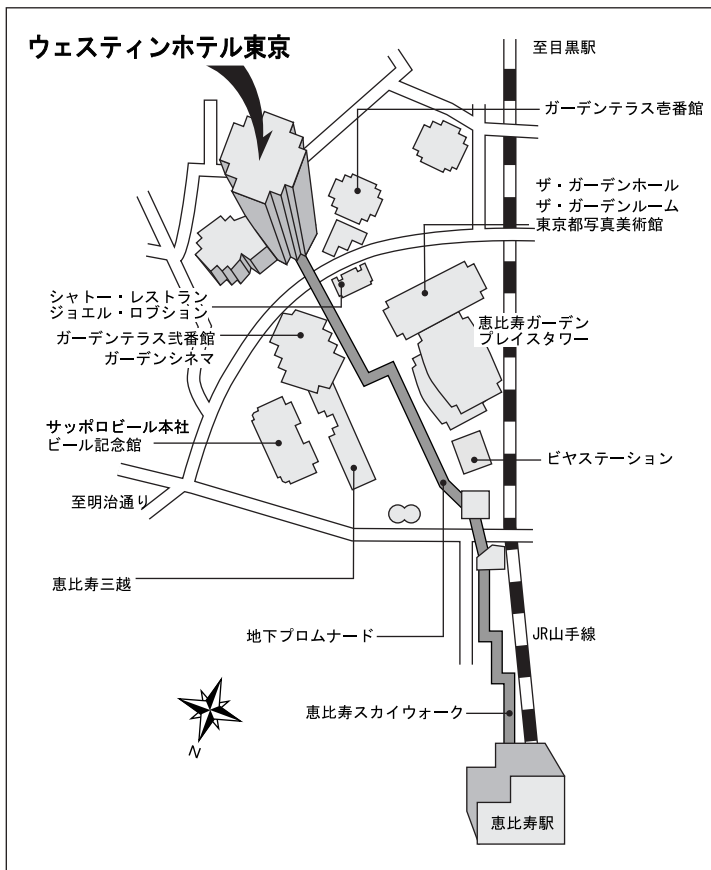 ウェスティンホテル東京
至目黒駅
ガーデンテラス壱番館
ザ・ガーデンホール
ザ・ガーデンルーム
東京都写真美術館
シャトー・レストラン
ジョエル・ロブション
恵比寿ガーデン
プレイスタワー
ガーデンテラス弐番館
ガーデンシネマ
サッポロビール本社
ビール記念館
ビヤステーション
至明治通り
恵比寿三越
地下プロムナード
JR山手線
恵比寿スカイウォーク
N
恵比寿駅